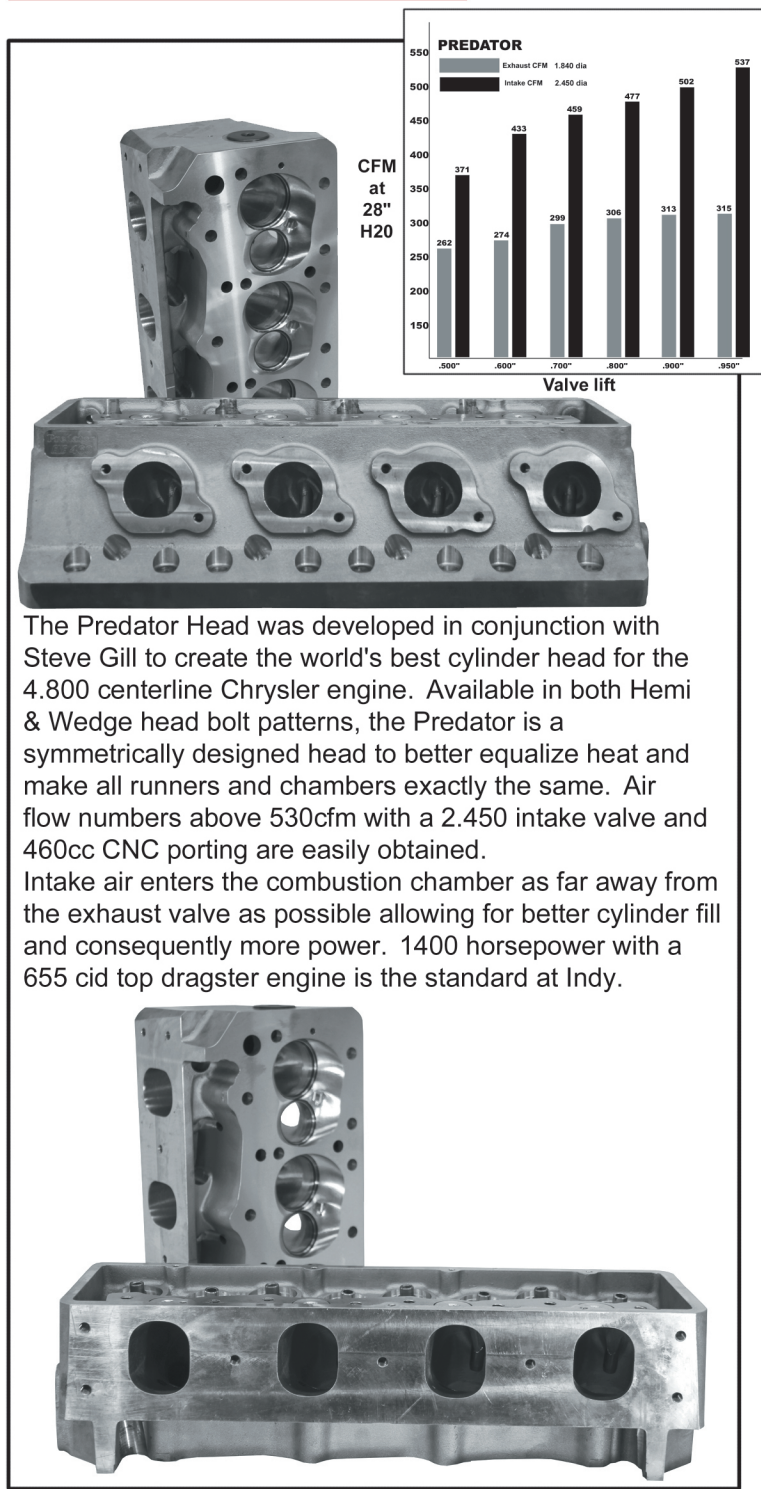 PREDATOR
Exhaust CFM 1.840 dia
Intake CFM 2.450 dia
550
500
450
400
350
300
250
200
150
CFM
at
28"
H20
262
371
274
433
299
459
306
477
313
502
315
537
.500"
.600"
.700"
.800"
.900"
.950"
Valve lift
The Predator Head was developed in conjunction with
Steve Gill to create the world's best cylinder head for the
4.800 centerline Chrysler engine. Available in both Hemi
& Wedge head bolt patterns, the Predator is a
symmetrically designed head to better equalize heat and
make all runners and chambers exactly the same. Air
flow numbers above 530cfm with a 2.450 intake valve and
460cc CNC porting are easily obtained.
Intake air enters the combustion chamber as far away from
the exhaust valve as possible allowing for better cylinder fill
and consequently more power. 1400 horsepower with a
655 cid top dragster engine is the standard at Indy.